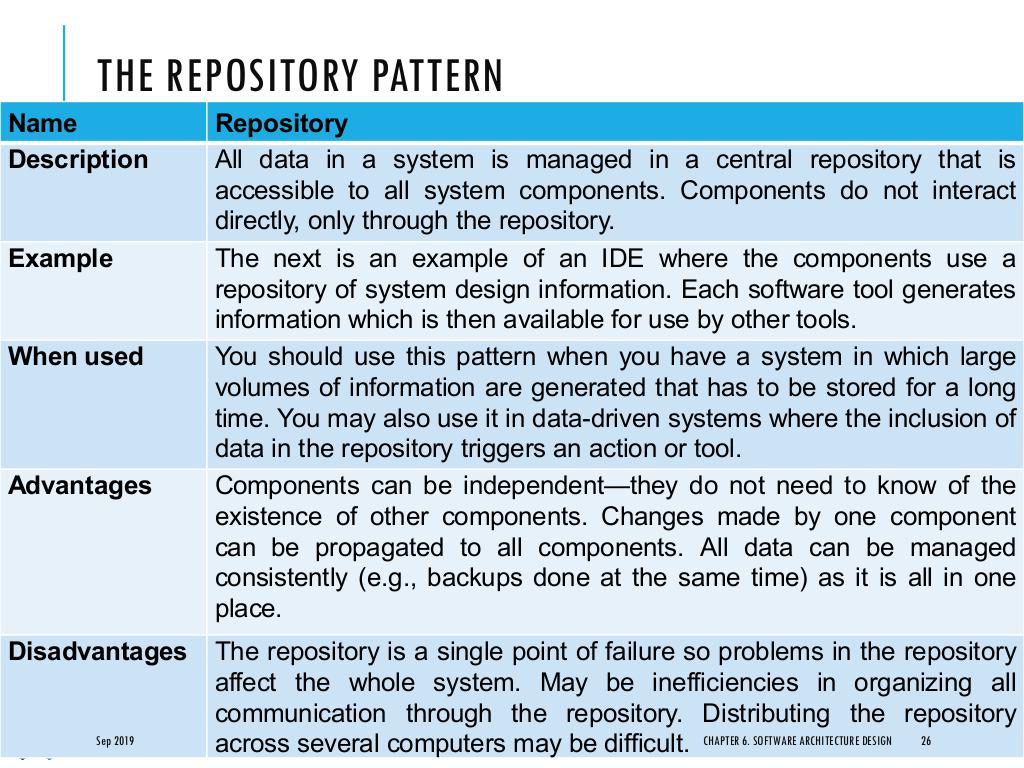 THE REPOSITORY PATTERN
Name Repository
Description All data in a system is managed in a central repository that is
accessible to all system components. Components do not interact
directly, only through the repository.
Example The next is an example of an IDE where the components use a
repository of system design information. Each software tool generates
information which is then available for use by other tools.
When used You should use this pattern when you have a system in which large
volumes of information are generated that has to be stored for a long
time. You may also use it in data-driven systems where the inclusion of
data in the repository triggers an action or tool.
Advantages Components can be independent—they do not need to know of the
existence of other components. Changes made by one component
can be propagated to all components. All data can be managed
consistently (e.g., backups done at the same time) as it is all in one
place.
Disadvantages The repository is a single point of failure so problems in the repository
affect the whole system. May be inefficiencies in organizing all
communication through the repository. Distributing the repository
across several computers may be difficult.
Sep 2019 CHAPTER 6. SOFTWARE ARCHITECTURE DESIGN 26